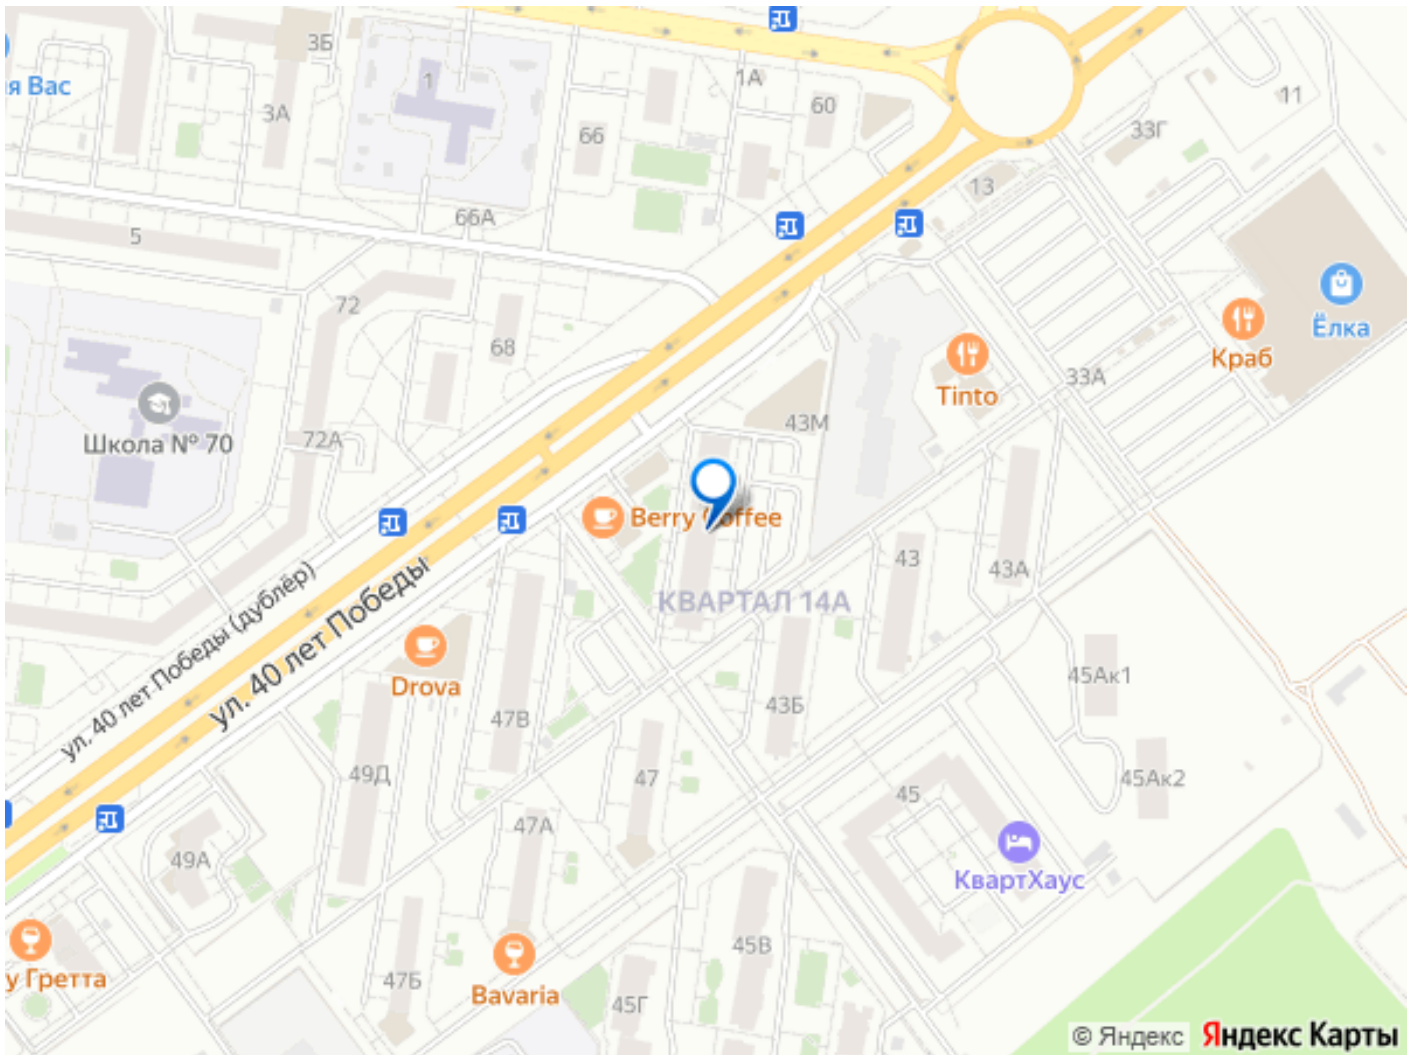 3Б
я Вас
1
1А
3А
60
11
66
33Г
13
66А
5
72
Ёлка
68
Краб
33А
Tinto
43М
72А
Школа № 70
Berry Coffee
43
43А
КВАРТАЛ 14А
ул. 40 лет Победы (дублёр)
ул. 40 лет Победы
Drova
45Ак1
43Б
47В
49Д
47
45Ак2
45
47А
49А
КвартХаус
45В
у Гретта
47Б
Bavaria
45Г
© Яндекс Яндекс Карты